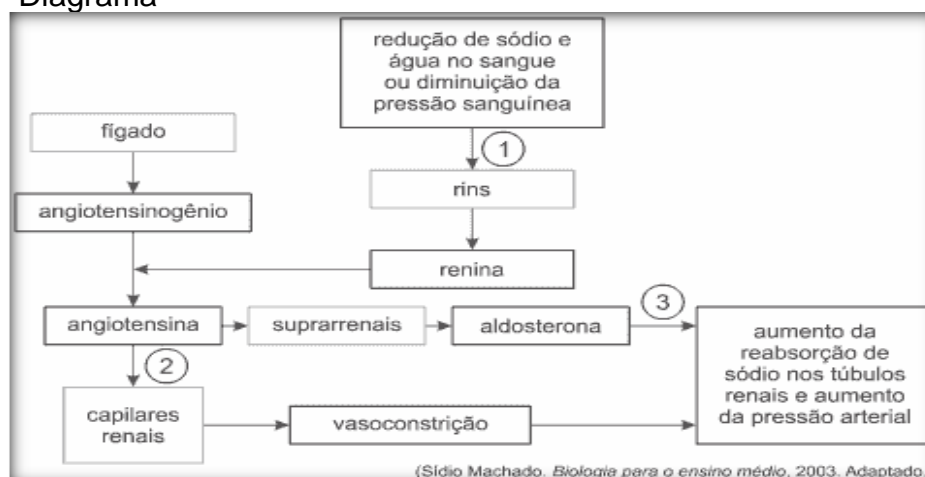 Diagrama
redução de sódio e
água no sangue
ou diminuição da
pressão sanguínea
fígado
1
rins
angiotensinogênio
renina
angiotensina
suprarrenais
aldosterona
3
2
aumento da
reabsorção de
sódio nos túbulos
renais e aumento
da pressão arterial
capilares
renais
vasoconstrição
(Sídio Machado. Biologia para o ensino médio, 2003. Adaptado.